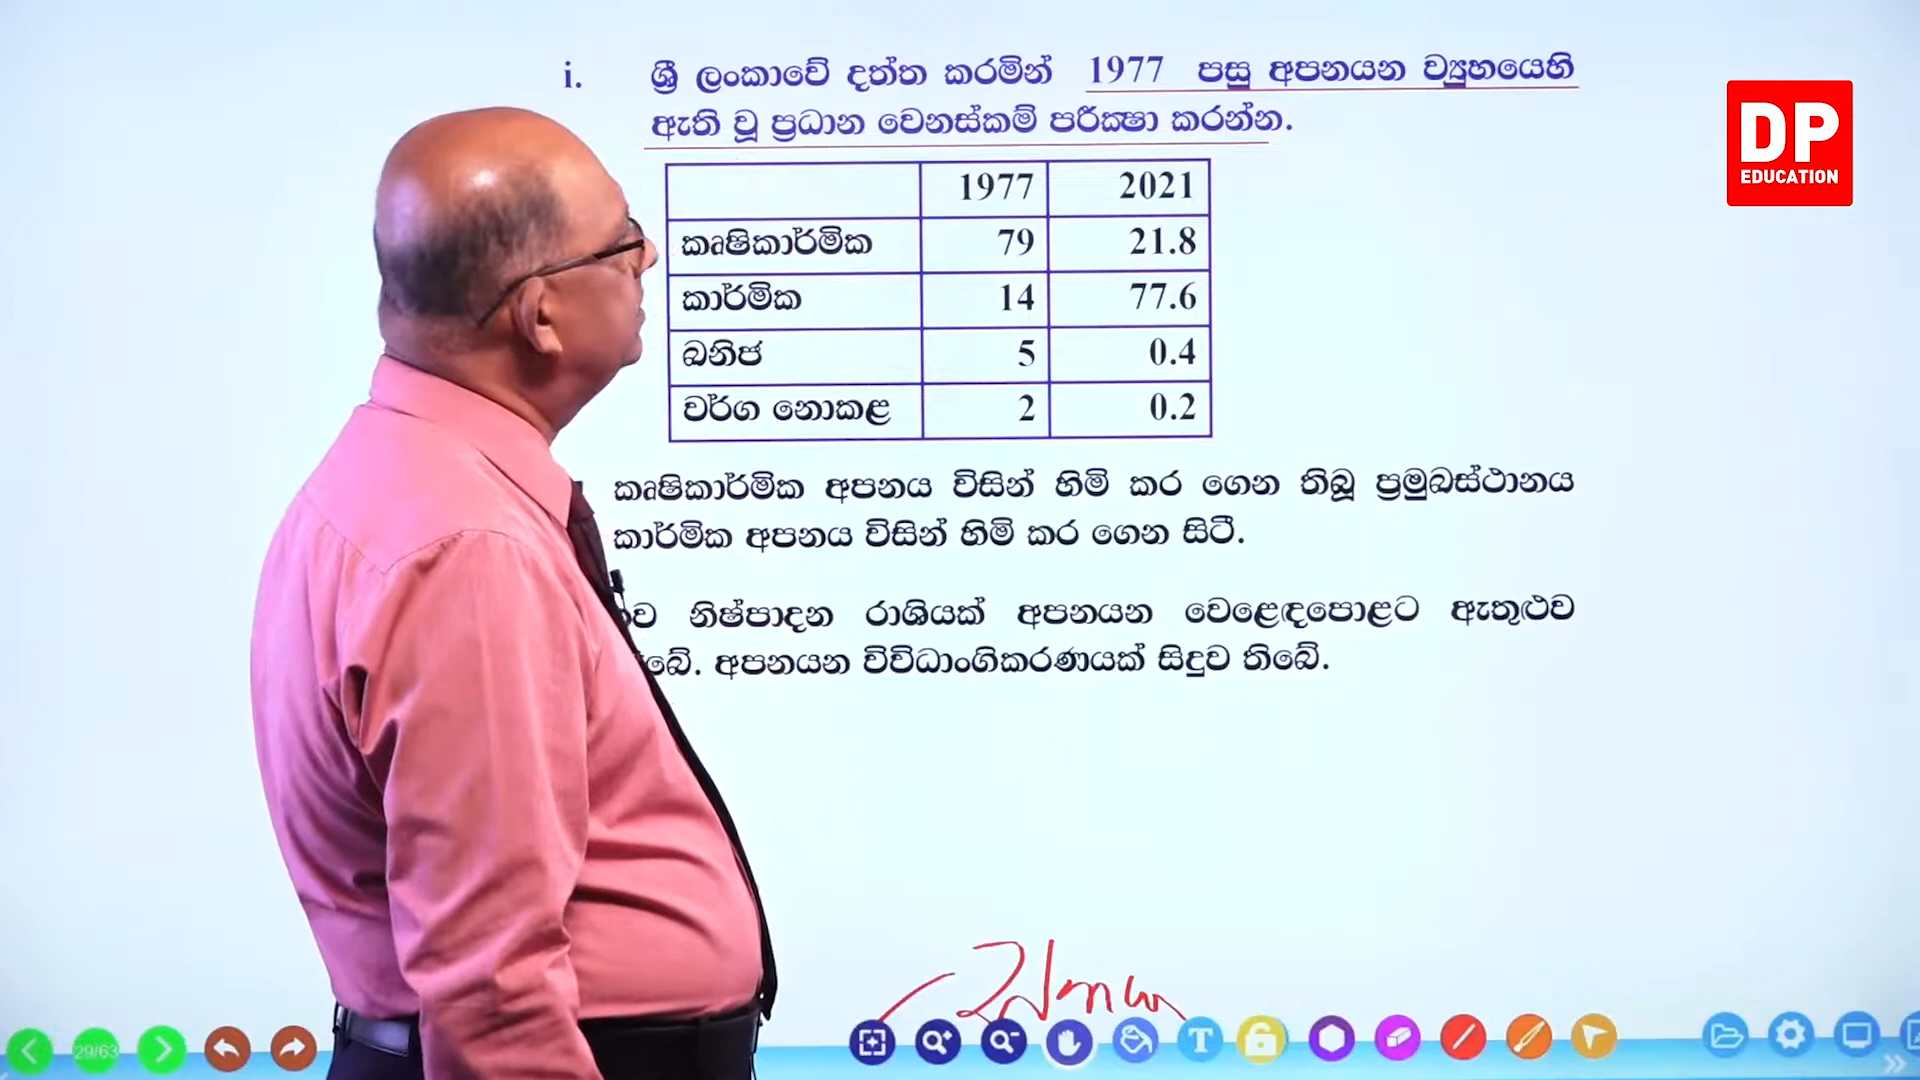 i. ශ්‍රී ලංකාවේ දත්ත කරමින් 1977 පසු අපනයන ව්‍යුහයෙහි
ඇති වූ ප්‍රධාන වෙනස්කම් පරීක්‍ෂා කරන්න.
DP
EDUCATION
1977 2021
කෘෂිකාර්මික 79 21.8
කාර්මික 14 77.6
ඛනිජ 5 0.4
වර්ග නොකළ 2 0.2
කෘෂිකාර්මික අපනය විසින් හිමි කර ගෙන තිබූ ප්‍රමුඛස්ථානය
කාර්මික අපනය විසින් හිමි කර ගෙන සිටී.
නිෂ්පාදන රාශියක් අපනයන වෙළෙඳපොළට ඇතුළුව
අපනයන විවිධාංගිකරණයක් සිදුව තිබේ.
29/63
T